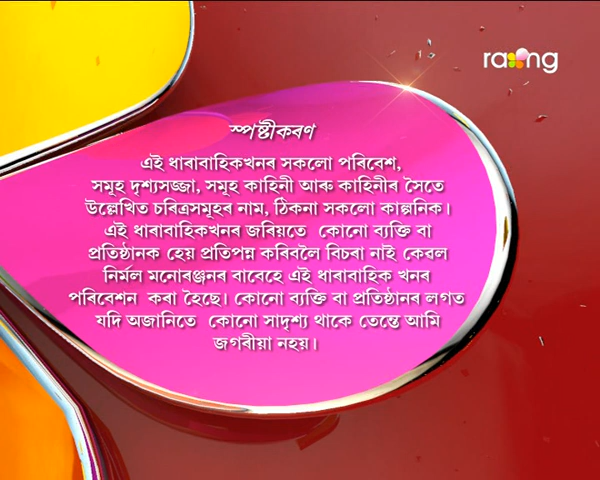 rang
স্পষ্টীকৰণ
এই ধাৰাবাহিকখনৰ সকলো পৰিবেশ,
সমূহ দৃশ্যসজ্জা, সমূহ কাহিনী আৰু কাহিনীৰ সৈতে
উল্লেখিত চৰিত্ৰসমূহৰ নাম, ঠিকনা সকলো কাল্পনিক।
এই ধাৰাবাহিকখনৰ জৰিয়তে কোনো ব্যক্তি বা
প্ৰতিষ্ঠানক হেয় প্ৰতিপন্ন কৰিবলৈ বিচৰা নাই কেৱল
নিৰ্মল মনোৰঞ্জনৰ বাবেহে এই ধাৰাবাহিক খনৰ
পৰিবেশন কৰা হৈছে। কোনো ব্যক্তি বা প্ৰতিষ্ঠানৰ লগত
যদি অজানিতে কোনো সাদৃশ্য থাকে তেন্তে আমি
জগৰীয়া নহয়।